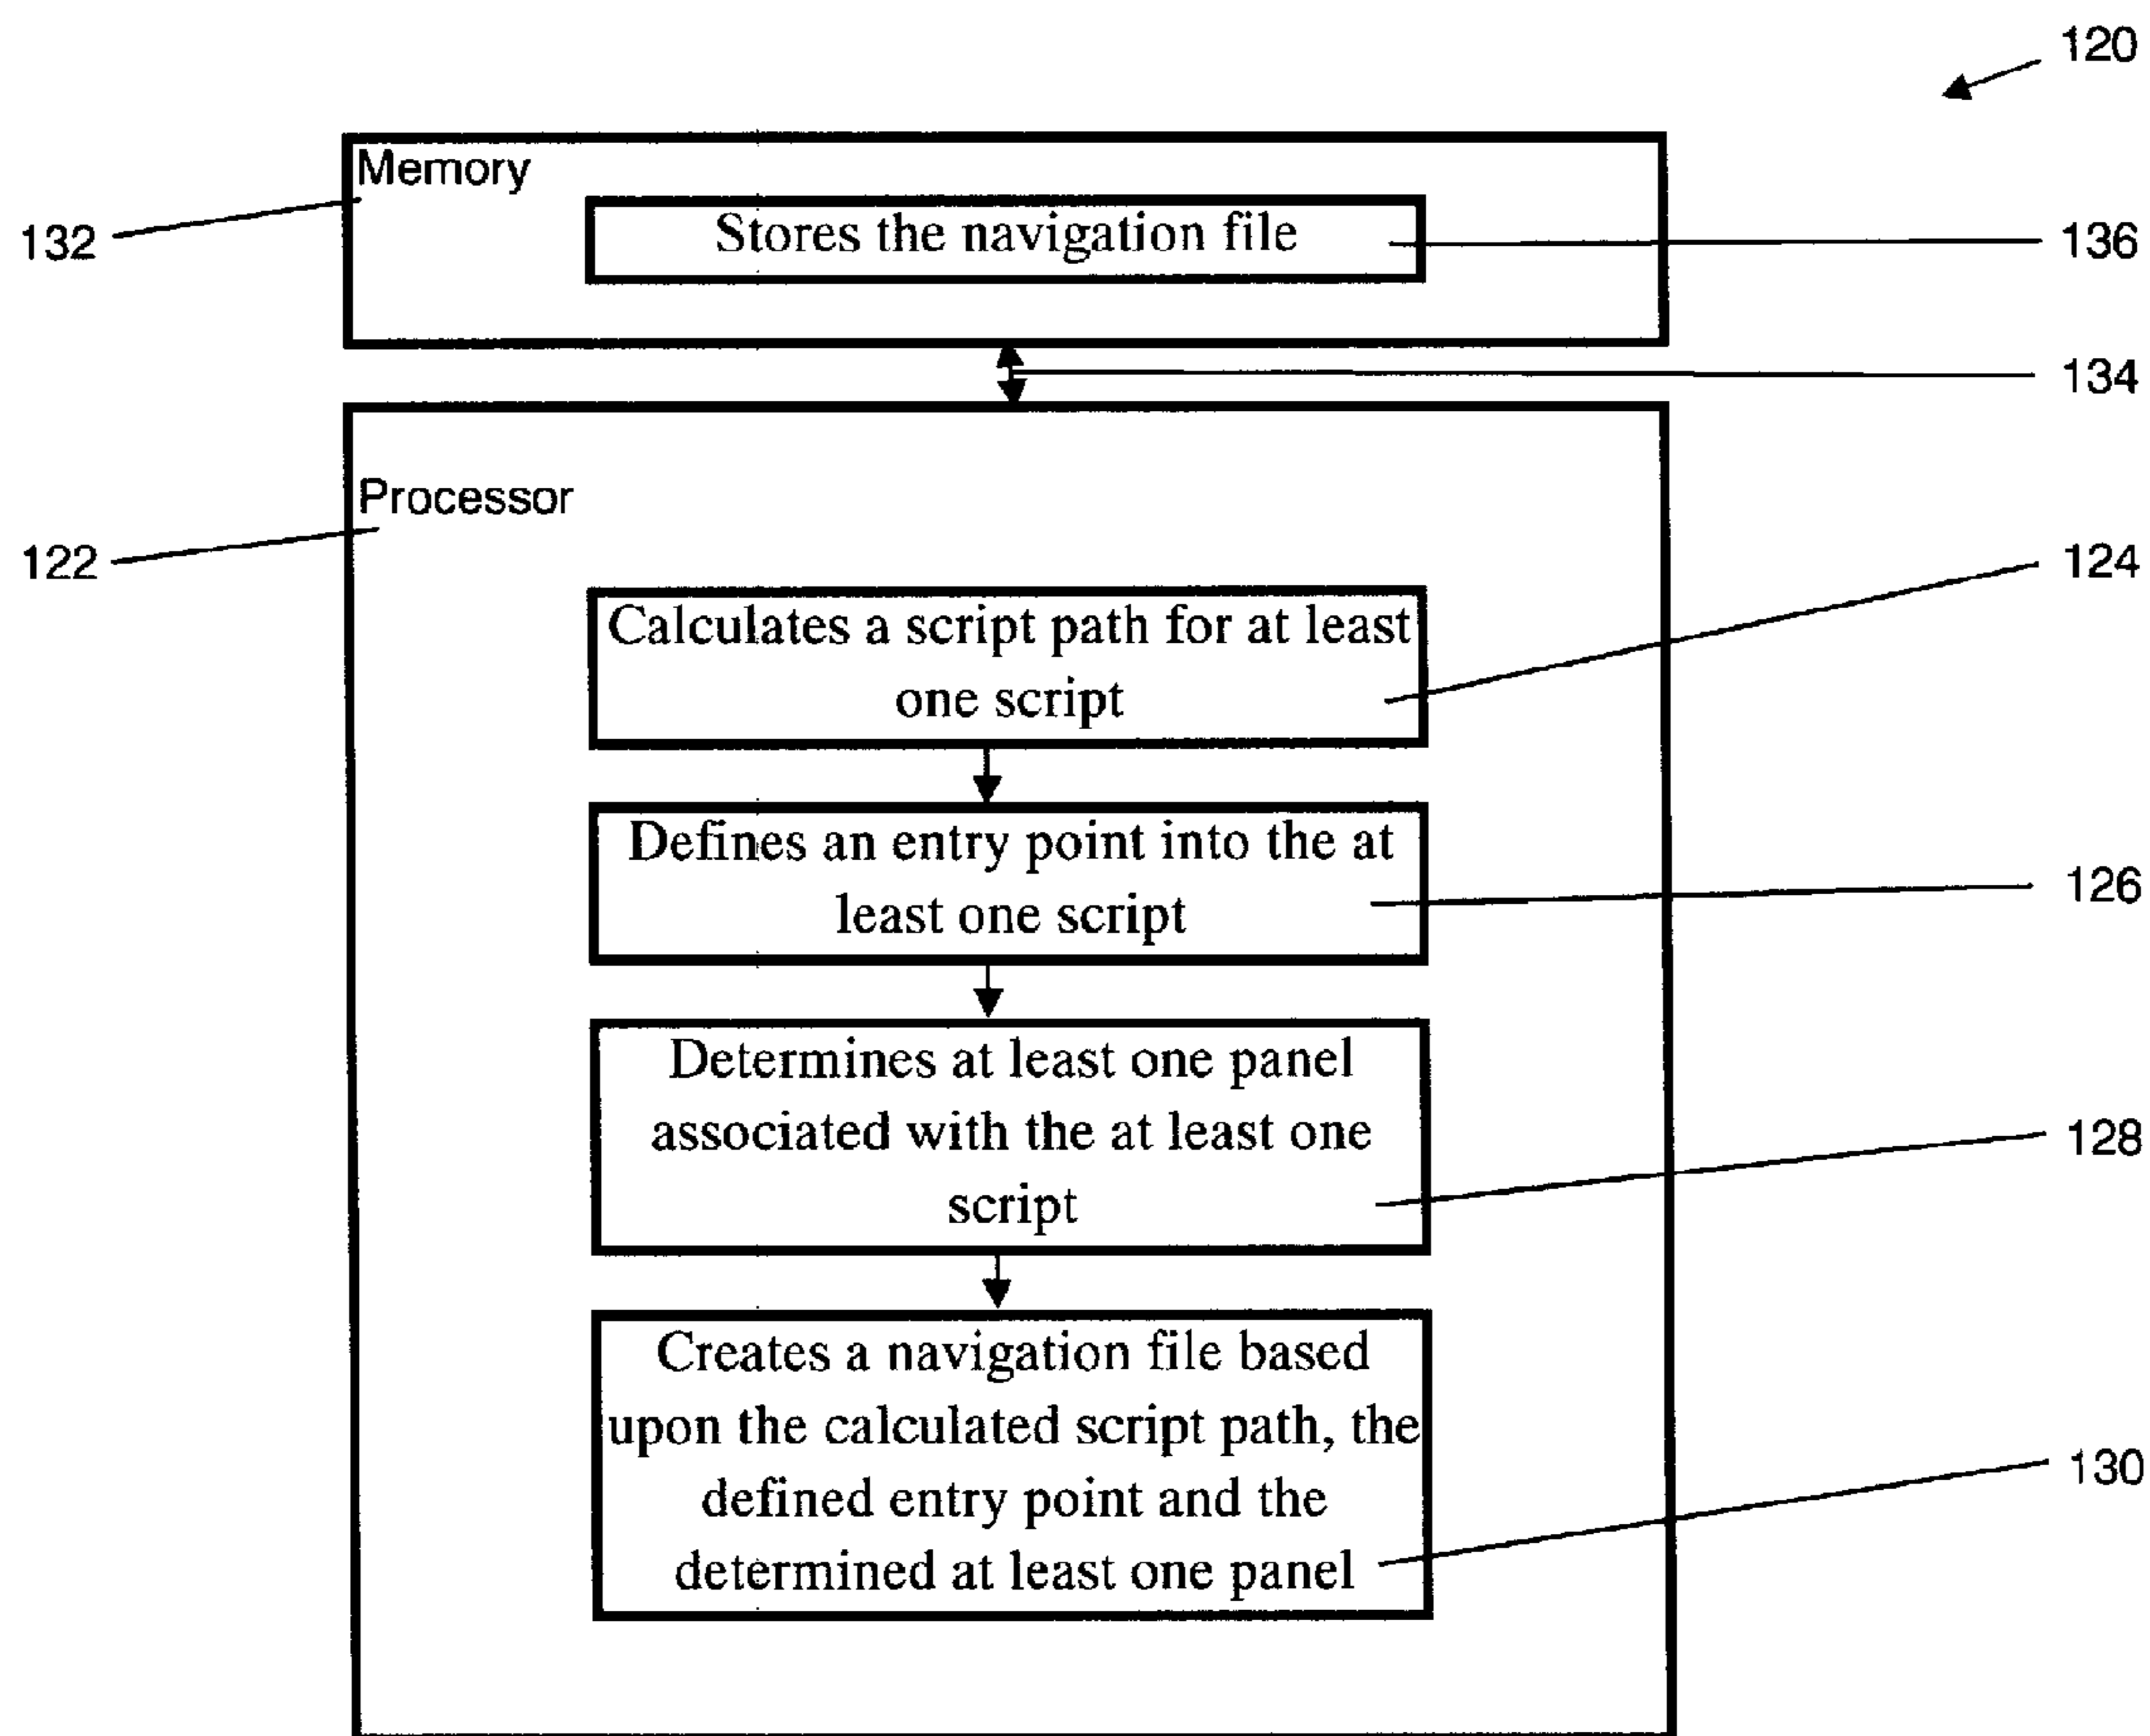 120
Memory
132
Stores the navigation file
136
134
Processor
122
124
Calculates a script path for at least
one script
Defines an entry point into the at
least one script
126
Determines at least one panel
associated with the at least one
script
128
Creates a navigation file based
upon the calculated script path, the
defined entry point and the
determined at least one panel
130